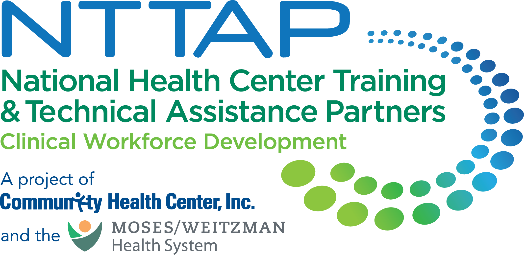 NTTAP
National Health Center Training
& Technical Assistance Partners
Clinical Workforce Development
A project of
Community Health Center, Inc.
and the MOSES/WEITZMAN
Health System